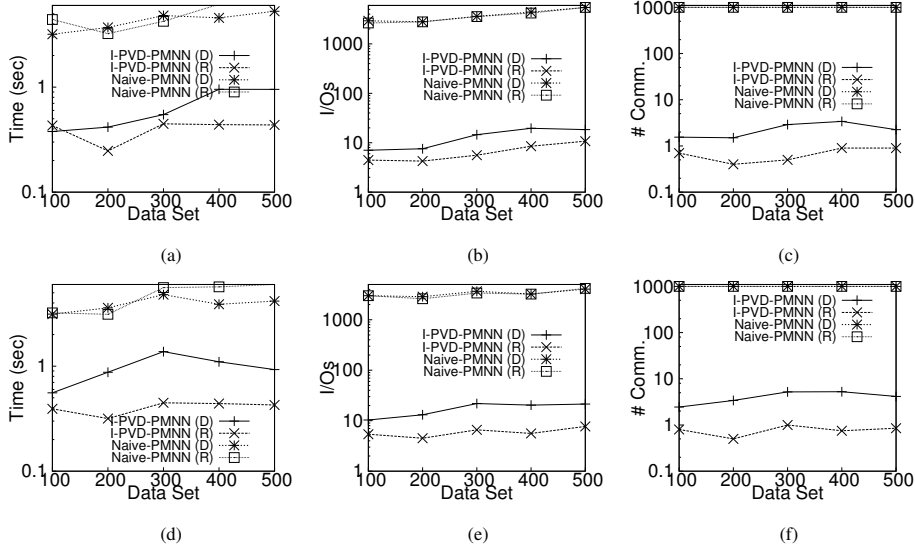 1
0.1
100 200 300 400 500
Time (sec)
Data Set
I-PVD-PMNN (D)
I-PVD-PMNN (R)
Naive-PMNN (D)
Naive-PMNN (R)
(a)
1000
100
10
1
100 200 300 400 500
I/Os
Data Set
I-PVD-PMNN (D)
I-PVD-PMNN (R)
Naive-PMNN (D)
Naive-PMNN (R)
(b)
1000
100
10
1
0.1
100 200 300 400 500
# Comm.
Data Set
I-PVD-PMNN (D)
I-PVD-PMNN (R)
Naive-PMNN (D)
Naive-PMNN (R)
(c)
1
0.1
100 200 300 400 500
Time (sec)
Data Set
I-PVD-PMNN (D)
I-PVD-PMNN (R)
Naive-PMNN (D)
Naive-PMNN (R)
(d)
1000
100
10
1
100 200 300 400 500
I/Os
Data Set
I-PVD-PMNN (D)
I-PVD-PMNN (R)
Naive-PMNN (D)
Naive-PMNN (R)
(e)
1000
100
10
1
0.1
100 200 300 400 500
# Comm.
Data Set
I-PVD-PMNN (D)
I-PVD-PMNN (R)
Naive-PMNN (D)
Naive-PMNN (R)
(f)